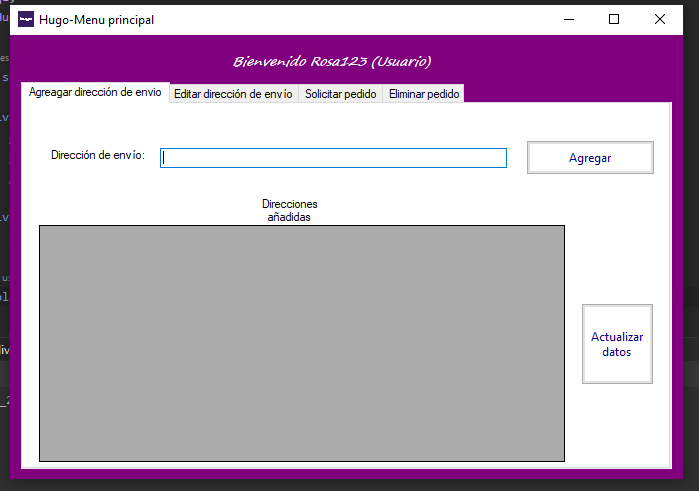 Hugo-Menu principal
Bienvenido Rosa123 (Usuario)
Agreagar dirección de envio
Editar dirección de envío
Solicitar pedido
Eliminar pedido
Dirección de envío:
Agregar
Direcciones
añadidas
Actualizar
datos